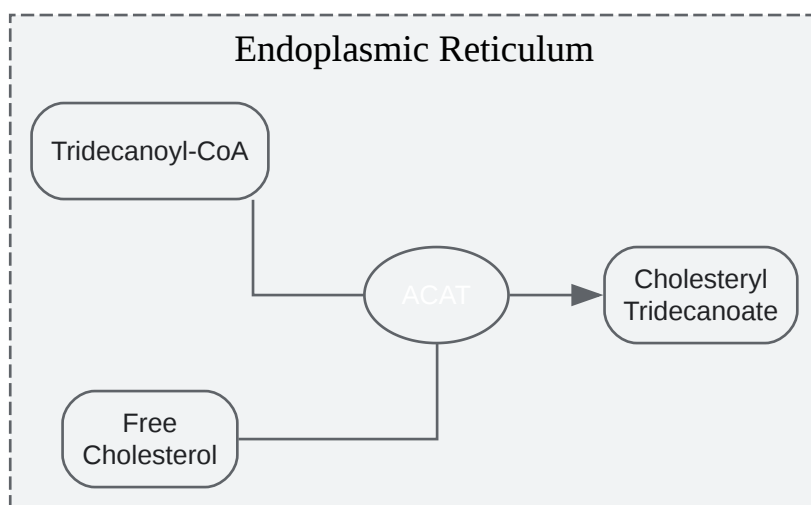 Endoplasmic Reticulum
Tridecanoyl-CoA
ACAT
Cholesteryl
Tridecanoate
Free
Cholesterol